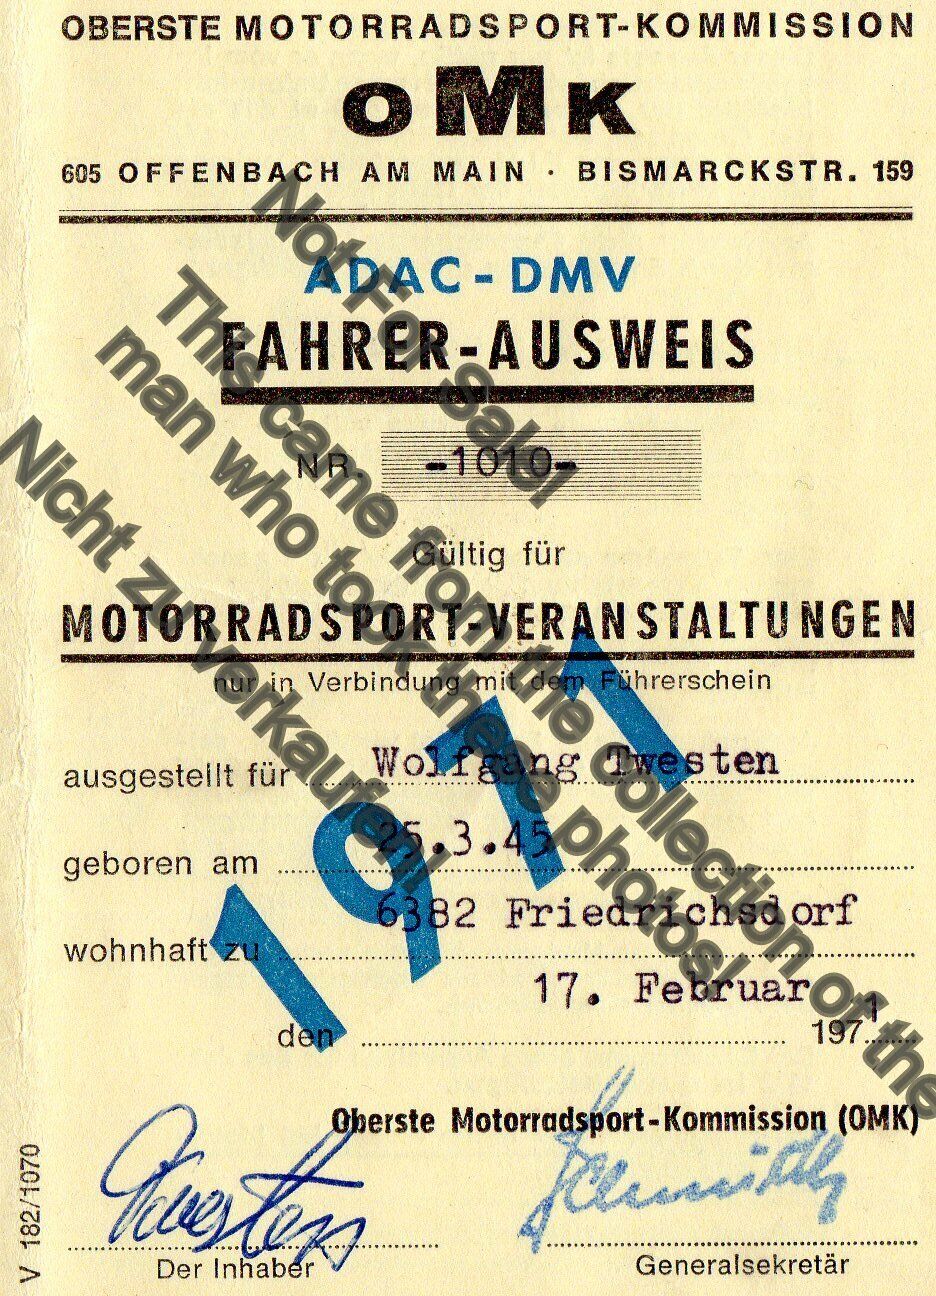 OBERSTE MOTORRADSPORT-KOMMISSION
OMK
605 OFFENBACH AM MAIN · BISMARCKSTR. 159
ADAC-DMV
FAHRER-AUSWEIS
NR. -1010-
Gültig für
MOTORRADSPORT-VERANSTALTUNGEN
nur in Verbindung mit dem Führerschein
1971
ausgestellt für Wolfgang Twesten
geboren am 25.3.45
wohnhaft zu 6382 Friedrichsdorf
den 17. Februar 1971
Oberste Motorradsport-Kommission (OMK)
Twesten
Schmidt
Der Inhaber
Generalsekretär
V 182/1070
Not For Sale!
This came from the collection of the
man who took these photos!
Nicht zu verkaufen!